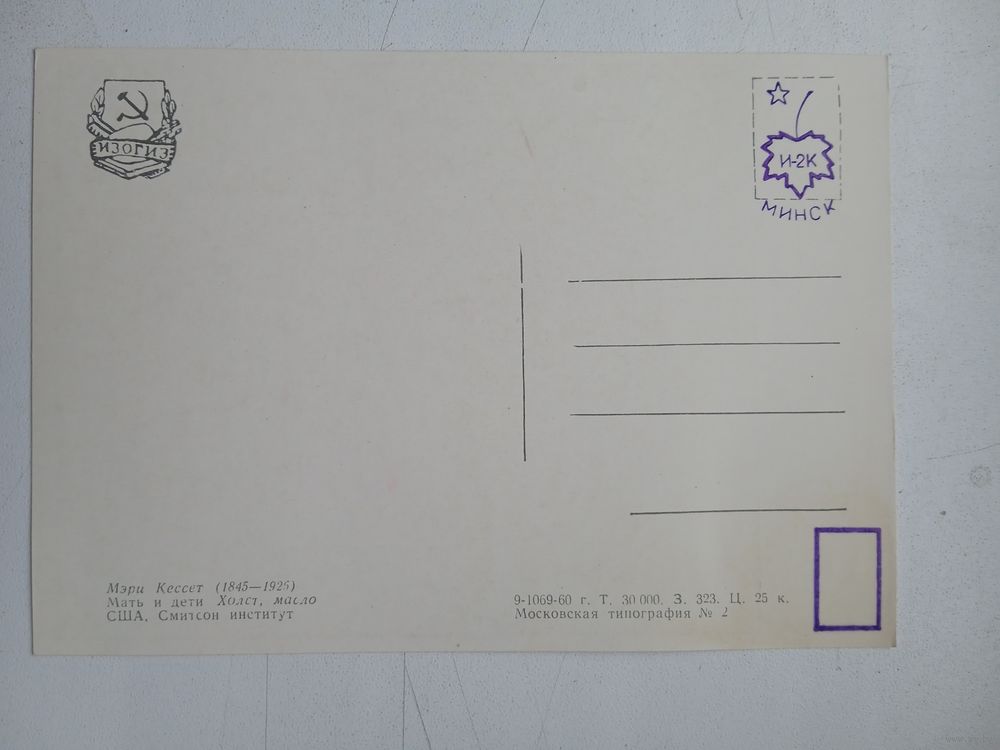 ИЗОГИЗ
И-2К
МИНСК
Мэри Кессет (1845—1926)
Мать и дети Холст, масло
США, Смитсон институт
9-1069-60 г. Т. 30 000. З. 323. Ц. 25 к.
Московская типография № 2